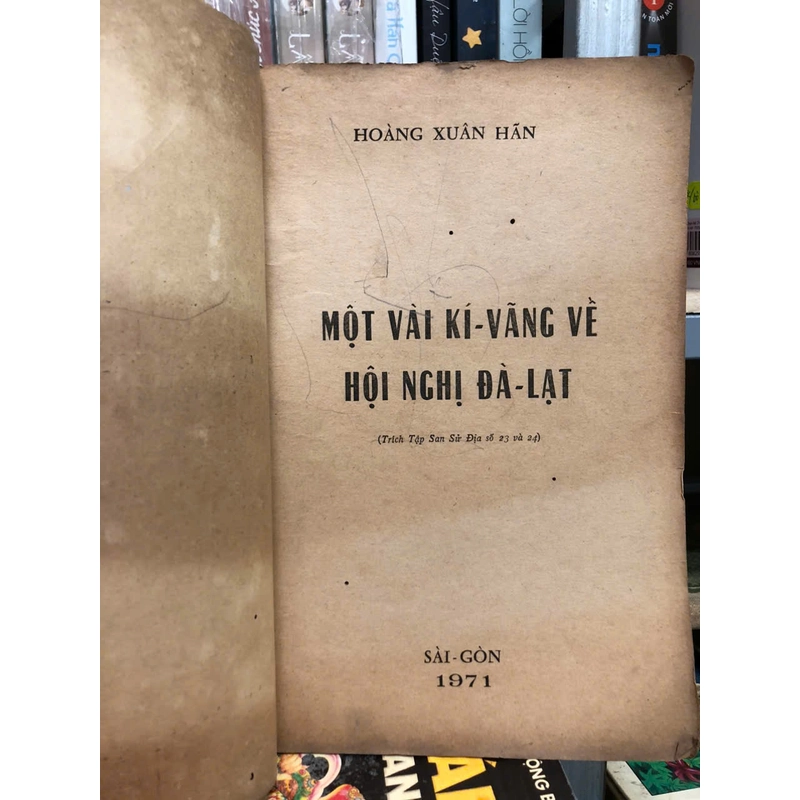 HOÀNG XUÂN HÃN
MỘT VÀI KÍ-VÃNG VỀ
HỘI NGHỊ ĐÀ-LẠT
(Trích Tập San Sử Địa số 23 và 24)
SÀI-GÒN
1971